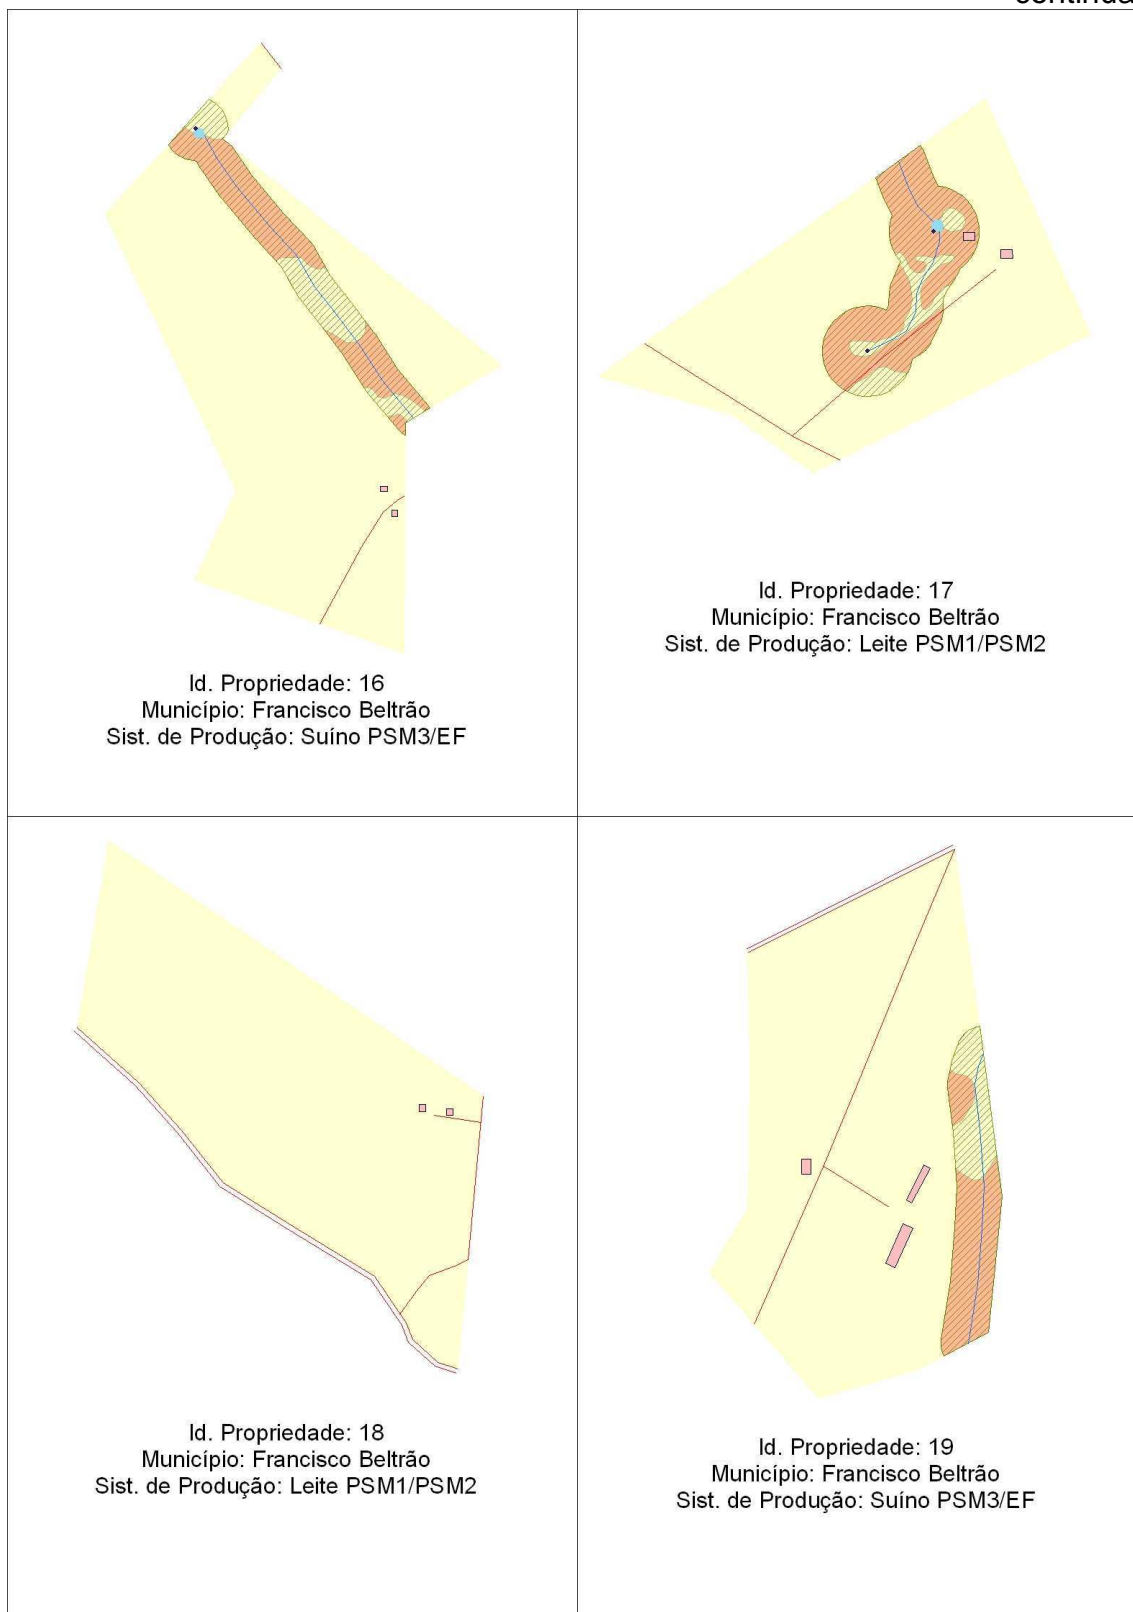 Id. Propriedade: 16
Município: Francisco Beltrão
Sist. de Produção: Suíno PSM3/EF
Id. Propriedade: 17
Município: Francisco Beltrão
Sist. de Produção: Leite PSM1/PSM2
Id. Propriedade: 18
Município: Francisco Beltrão
Sist. de Produção: Leite PSM1/PSM2
Id. Propriedade: 19
Município: Francisco Beltrão
Sist. de Produção: Suíno PSM3/EF